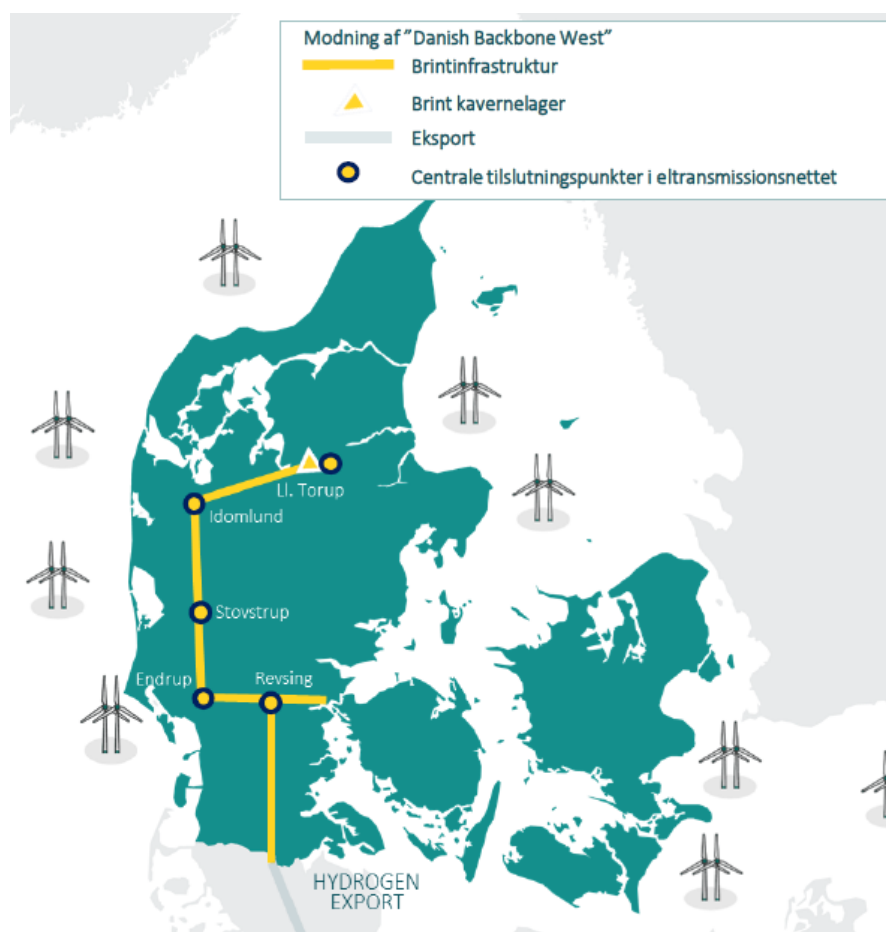 Modning af ”Danish Backbone West”
Brintinfrastruktur
Brint kavernelager
Eksport
Centrale tilslutningspunkter i eltransmissionsnettet
Ll. Torup
Idomlund
Stovstrup
Endrup
Revsing
HYDROGEN
EXPORT